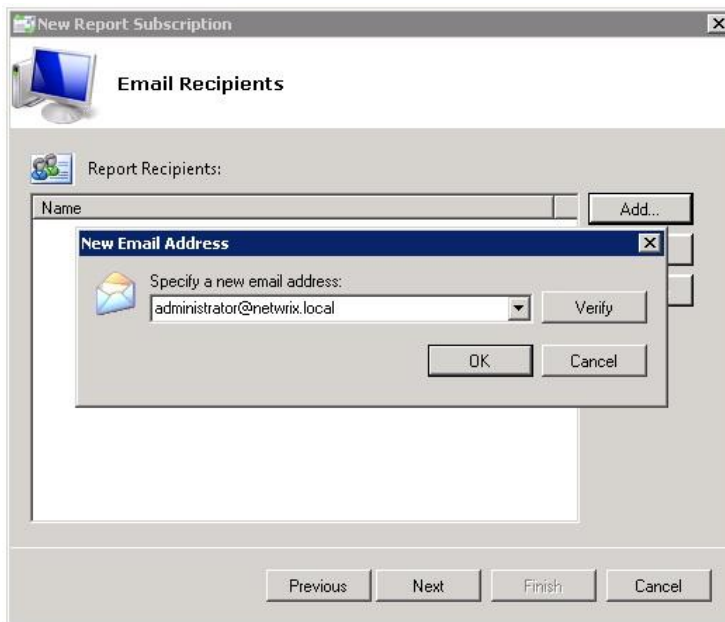 New Report Subscription
Email Recipients
Report Recipients:
Name
Add...
New Email Address
Specify a new email address:
administrator@netwrix.local
Verify
OK
Cancel
Previous
Next
Finish
Cancel